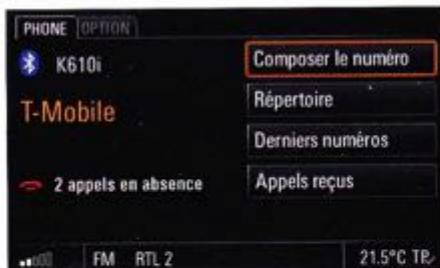 PHONE OPTION
K610i
T-Mobile
2 appels en absence
Composer le numéro
Répertoire
Derniers numéros
Appels reçus
FM RTL 2 21.5°C TP